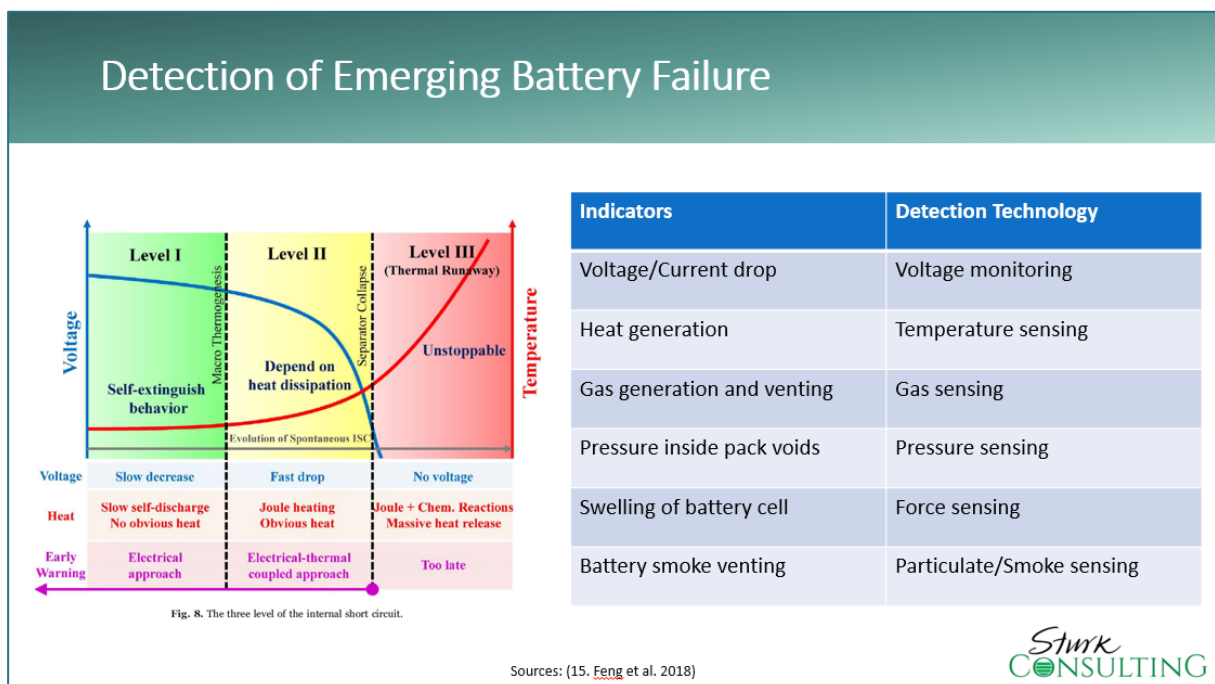 Detection of Emerging Battery Failure
Level I
Level II
Level III
(Thermal Runaway)
Voltage
Macro Thermogenesis
Separator Collapse
Temperature
Self-extinguish
behavior
Depend on
heat dissipation
Unstoppable
Evolution of Spontaneous ISC
Voltage Slow decrease Fast drop No voltage
Heat
Slow self-discharge
No obvious heat
Joule heating
Obvious heat
Joule + Chem. Reactions
Massive heat release
Early
Warning
Electrical
approach
Electrical-thermal
coupled approach
Too late
Fig. 8. The three level of the internal short circuit.
Indicators Detection Technology
Voltage/Current drop Voltage monitoring
Heat generation Temperature sensing
Gas generation and venting Gas sensing
Pressure inside pack voids Pressure sensing
Swelling of battery cell Force sensing
Battery smoke venting Particulate/Smoke sensing
Sources: (15. Feng et al. 2018)
Sturk
CONSULTING